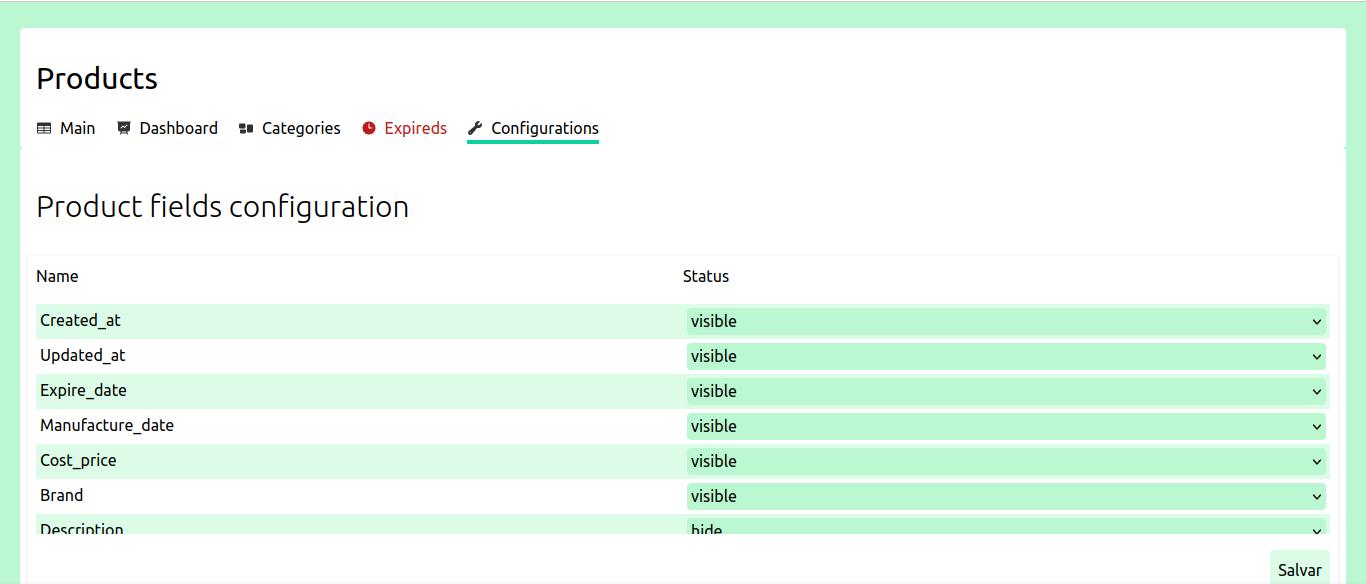 Products
Main Dashboard Categories Expireds Configurations
Product fields configuration
Name Status
Created_at visible
Updated_at visible
Expire_date visible
Manufacture_date visible
Cost_price visible
Brand visible
Description hide
Salvar